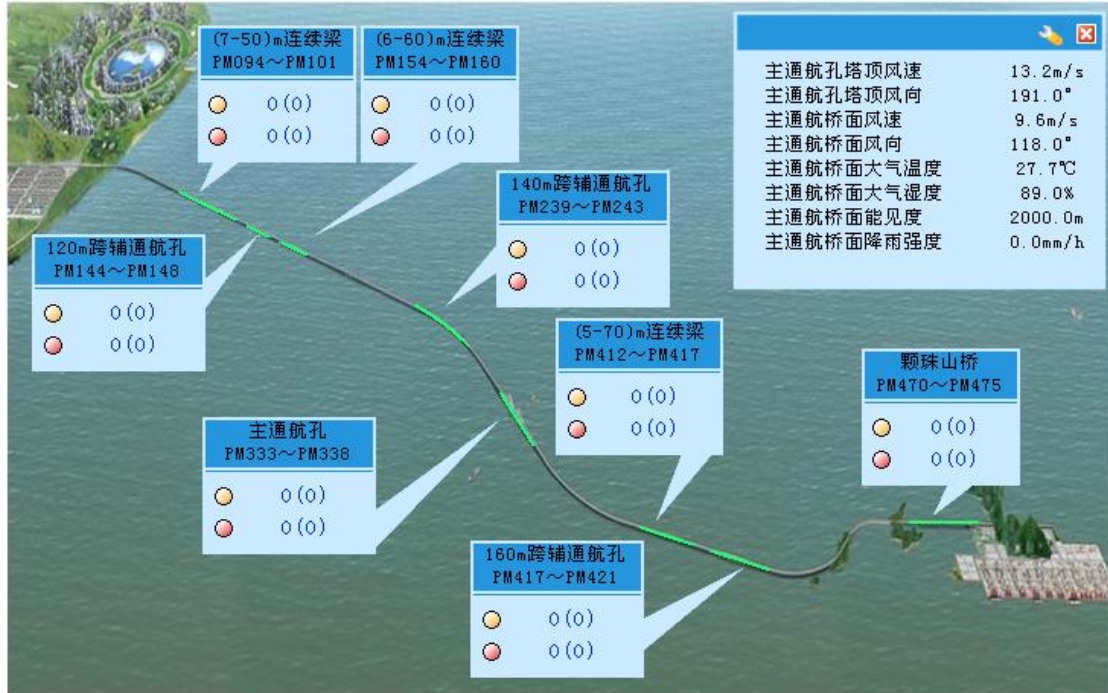 (7-50)m连续梁
PM094～PM101
0(0)
0(0)
(6-60)m连续梁
PM154～PM160
0(0)
0(0)
主通航孔塔顶风速 13.2m/s
主通航孔塔顶风向 191.0°
主通航桥面风速 9.6m/s
主通航桥面风向 118.0°
主通航桥面大气温度 27.7℃
主通航桥面大气湿度 89.0%
主通航桥面能见度 2000.0m
主通航桥面降雨强度 0.0mm/h
140m跨辅通航孔
PM239～PM243
0(0)
0(0)
120m跨辅通航孔
PM144～PM148
0(0)
0(0)
(5-70)m连续梁
PM412～PM417
0(0)
0(0)
颗珠山桥
PM470～PM475
0(0)
0(0)
主通航孔
PM333～PM338
0(0)
0(0)
160m跨辅通航孔
PM417～PM421
0(0)
0(0)